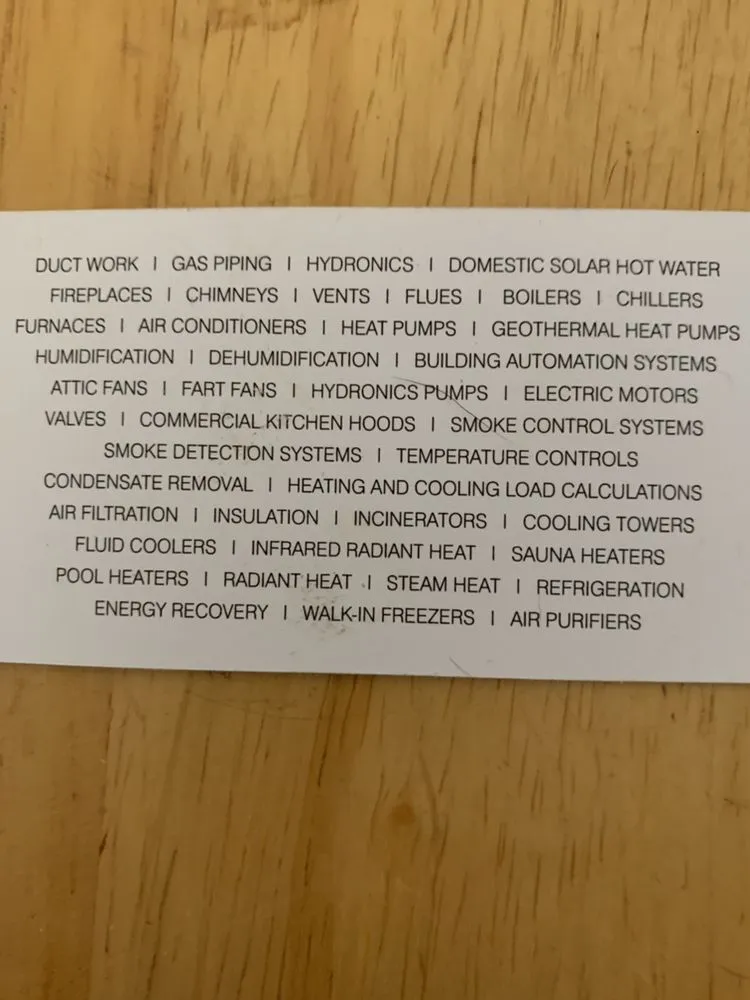 DUCT WORK | GAS PIPING | HYDRONICS | DOMESTIC SOLAR HOT WATER
FIREPLACES | CHIMNEYS | VENTS | FLUES | BOILERS | CHILLERS
FURNACES | AIR CONDITIONERS | HEAT PUMPS | GEOTHERMAL HEAT PUMPS
HUMIDIFICATION | DEHUMIDIFICATION | BUILDING AUTOMATION SYSTEMS
ATTIC FANS | FART FANS | HYDRONICS PUMPS | ELECTRIC MOTORS
VALVES | COMMERCIAL KITCHEN HOODS | SMOKE CONTROL SYSTEMS
SMOKE DETECTION SYSTEMS | TEMPERATURE CONTROLS
CONDENSATE REMOVAL | HEATING AND COOLING LOAD CALCULATIONS
AIR FILTRATION | INSULATION | INCINERATORS | COOLING TOWERS
FLUID COOLERS | INFRARED RADIANT HEAT | SAUNA HEATERS
POOL HEATERS | RADIANT HEAT | STEAM HEAT | REFRIGERATION
ENERGY RECOVERY | WALK-IN FREEZERS | AIR PURIFIERS